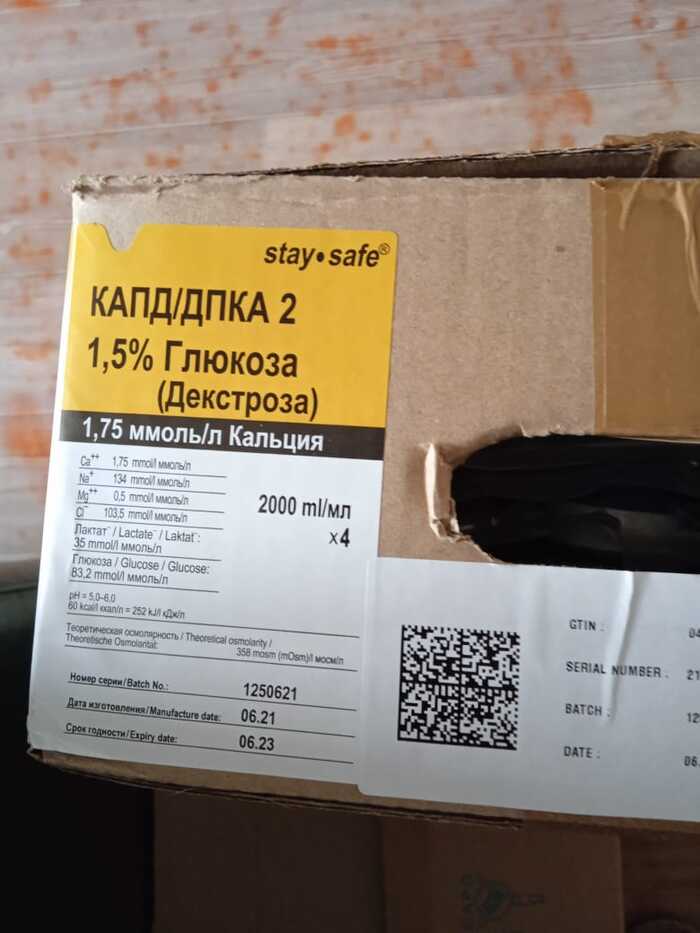 stay•safe®
КАПД/ДПКА 2
1,5% Глюкоза
(Декстроза)
1,75 ммоль/л Кальция
Ca⁺⁺ 1,75 mmol/l ммоль/л
Na⁺ 134 mmol/l ммоль/л
Mg⁺⁺ 0,5 mmol/l ммоль/л
Cl⁻ 103,5 mmol/l ммоль/л
Лактат⁻ / Lactate⁻ / Laktat⁻:
35 mmol/l ммоль/л
Глюкоза / Glucose / Glucose:
83,2 mmol/l ммоль/л
2000 ml/мл
x4
pH = 5,0–6,0
60 kcal/l ккал/л = 252 kJ/l кДж/л
Теоретическая осмолярность / Theoretical osmolarity /
Theoretische Osmolarität:
358 mosm (mOsm)/l мосм/л
Номер серии/Batch No.: 1250621
Дата изготовления/Manufacture date: 06.21
Срок годности/Expiry date: 06.23
GTIN : 04
SERIAL NUMBER : 21
BATCH : 12
DATE : 06.